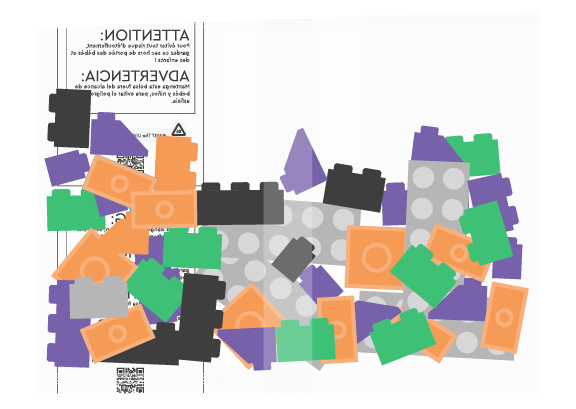 ATTENTION:
Pour éviter tout risque d'étouffement,
gardez ce sac hors de portée des bébés et
des enfants !
ADVERTENCIA:
Mantenga esta bolsa fuera del alcance de
bebés y niños, para evitar el peligro
asfixia.